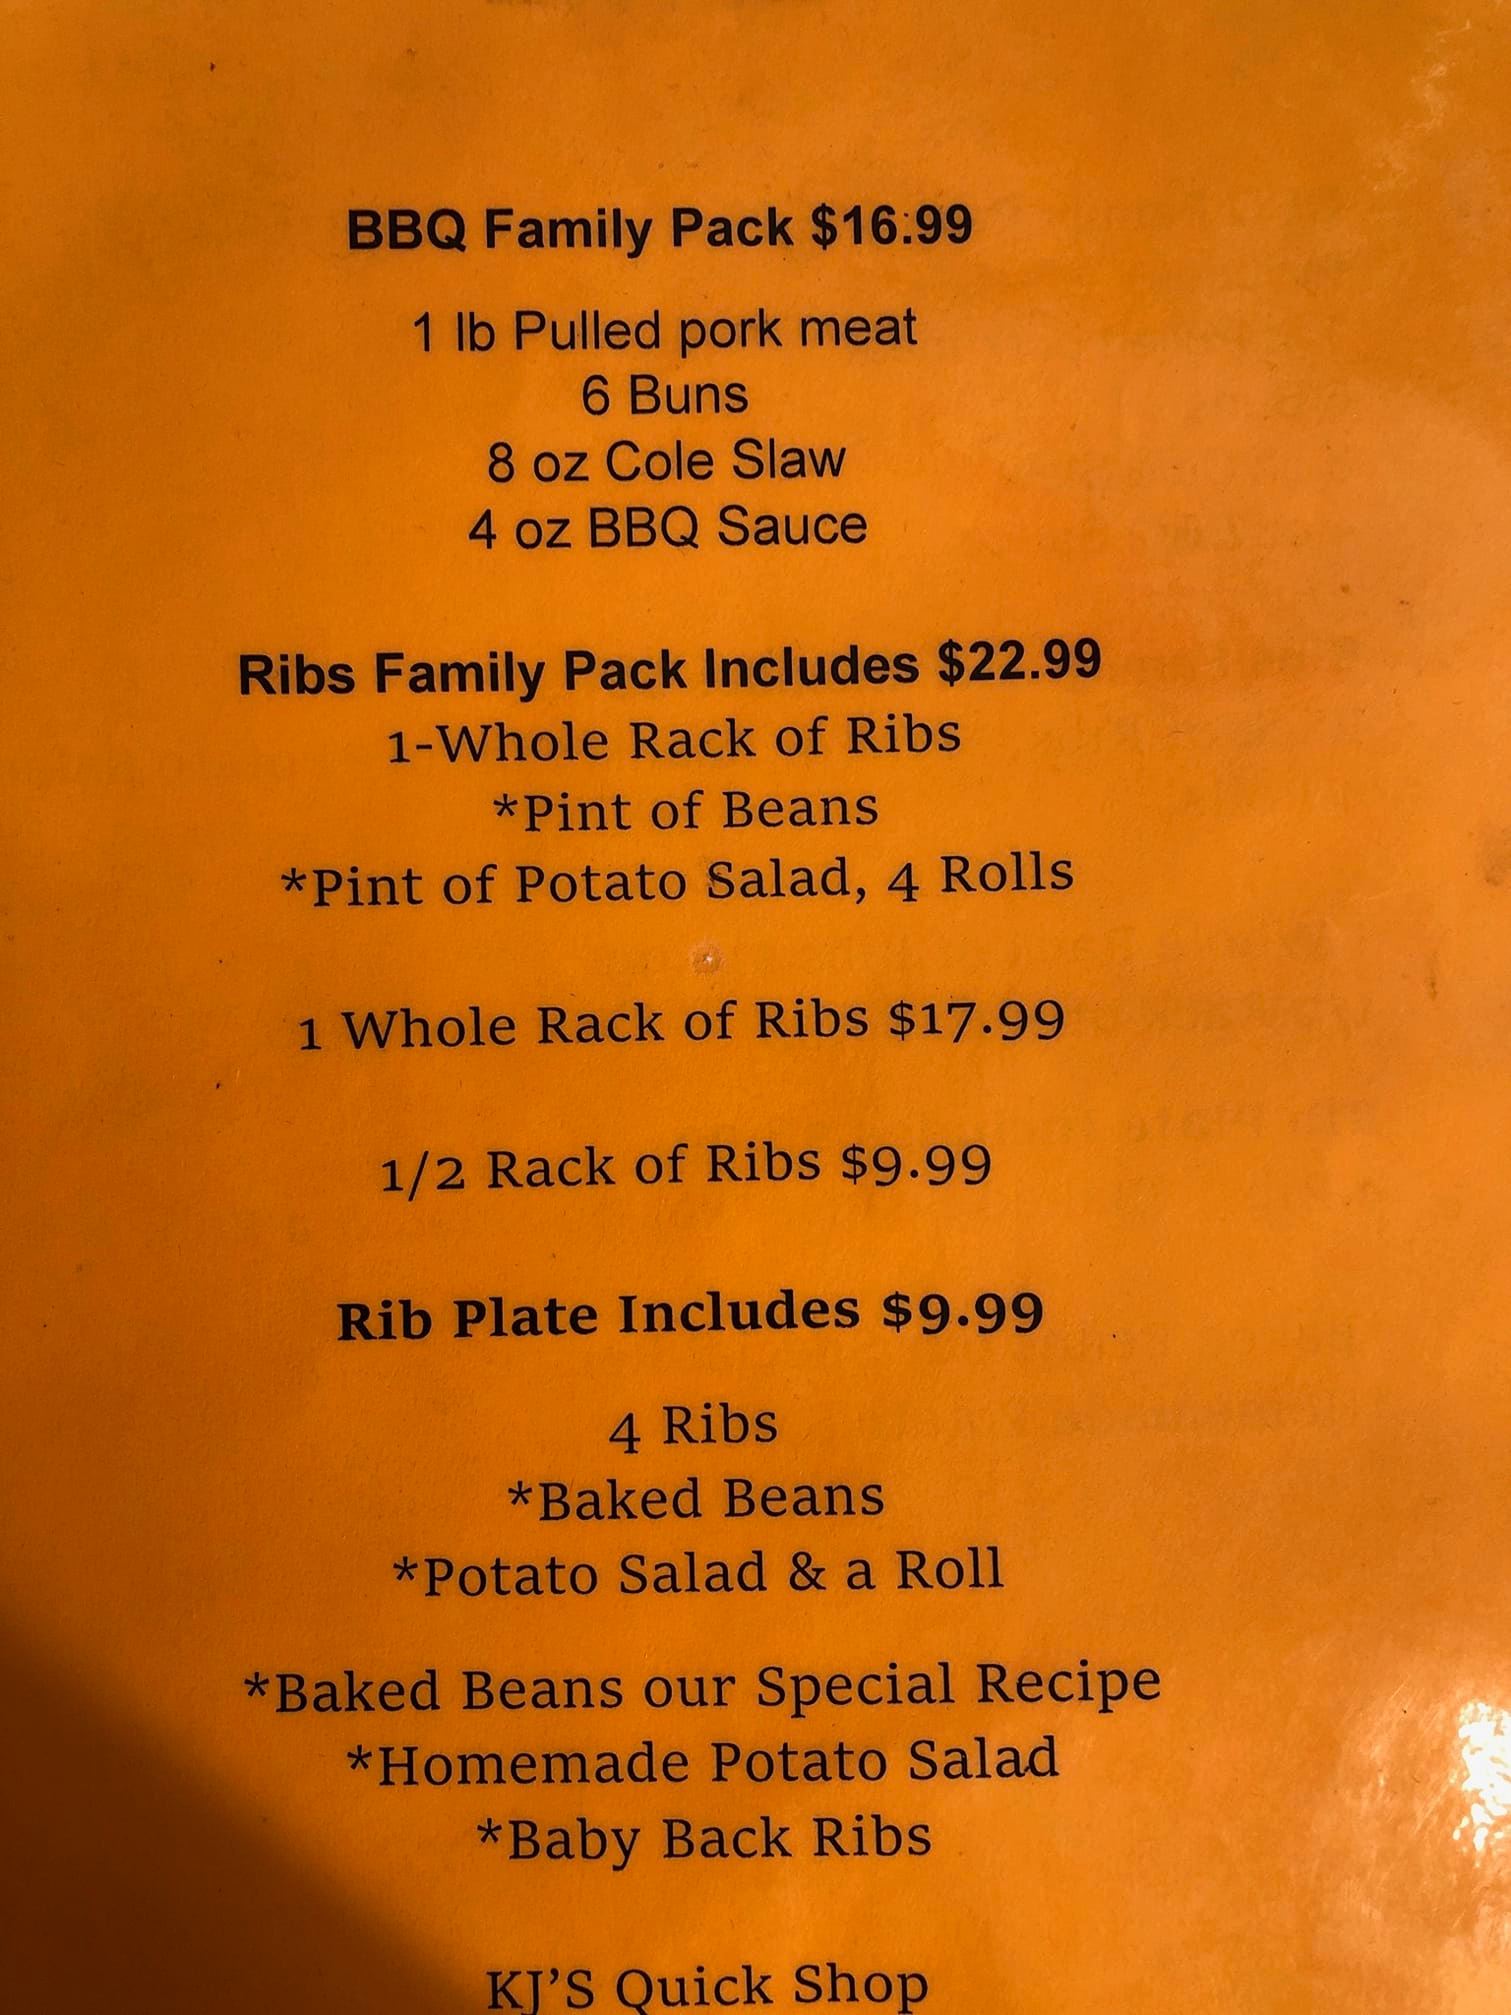 BBQ Family Pack $16.99
1 lb Pulled pork meat
6 Buns
8 oz Cole Slaw
4 oz BBQ Sauce
Ribs Family Pack Includes $22.99
1-Whole Rack of Ribs
*Pint of Beans
*Pint of Potato Salad, 4 Rolls
1 Whole Rack of Ribs $17.99
1/2 Rack of Ribs $9.99
Rib Plate Includes $9.99
4 Ribs
*Baked Beans
*Potato Salad & a Roll
*Baked Beans our Special Recipe
*Homemade Potato Salad
*Baby Back Ribs
KJ’S Quick Shop